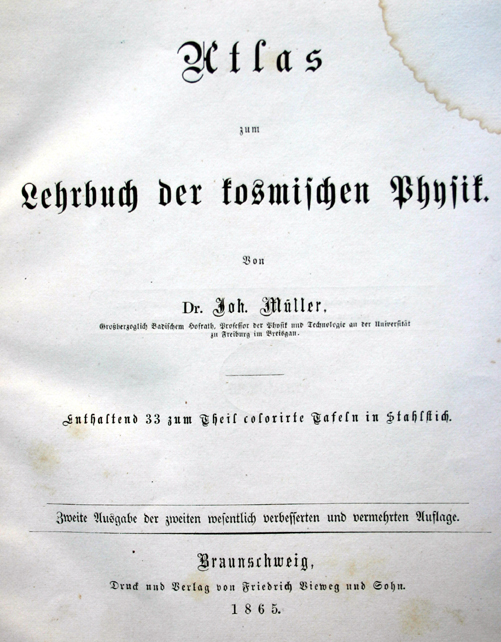 Atlas
zum
Lehrbuch der kosmischen Physik.
Von
Dr. Joh. Müller,
Großherzoglich Badischem Hofrath, Professor der Physik und Technologie an der Universität
zu Freiburg im Breisgau.
Enthaltend 33 zum Theil colorirte Tafeln in Stahlstich.
Zweite Ausgabe der zweiten wesentlich verbesserten und vermehrten Auflage.
Braunschweig,
Druck und Verlag von Friedrich Vieweg und Sohn.
1865.